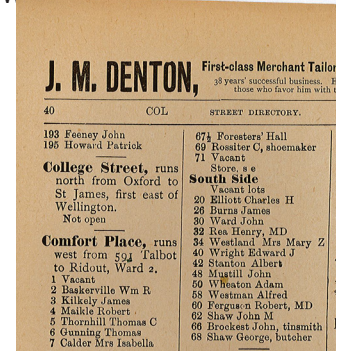 J. M. DENTON,
First-class Merchant Tailor
38 years' successful business.
those who favor him with
40 COL STREET DIRECTORY.
193 Feeney John
195 Howard Patrick
College Street, runs
north from Oxford to
St James, first east of
Wellington.
Not open
Comfort Place, runs
west from 594 Talbot
to Ridout, Ward 2.
1 Vacant
2 Baskerville Wm R
3 Kilkely James
4 Maikle Robert
5 Thornhill Thomas C
6 Gunning Thomas
7 Calder Mrs Isabella
67½ Foresters' Hall
69 Rossiter C, shoemaker
71 Vacant
Store, s e
South Side
Vacant lots
20 Elliott Charles H
26 Burns James
30 Ward John
32 Rea Henry, MD
34 Westland Mrs Mary Z
40 Wright Edward J
42 Stanton Albert
48 Mustill John
50 Wheaton Adam
58 Westman Alfred
60 Ferguson Robert, MD
62 Shaw John M
66 Brockest John, tinsmith
68 Shaw George, butcher